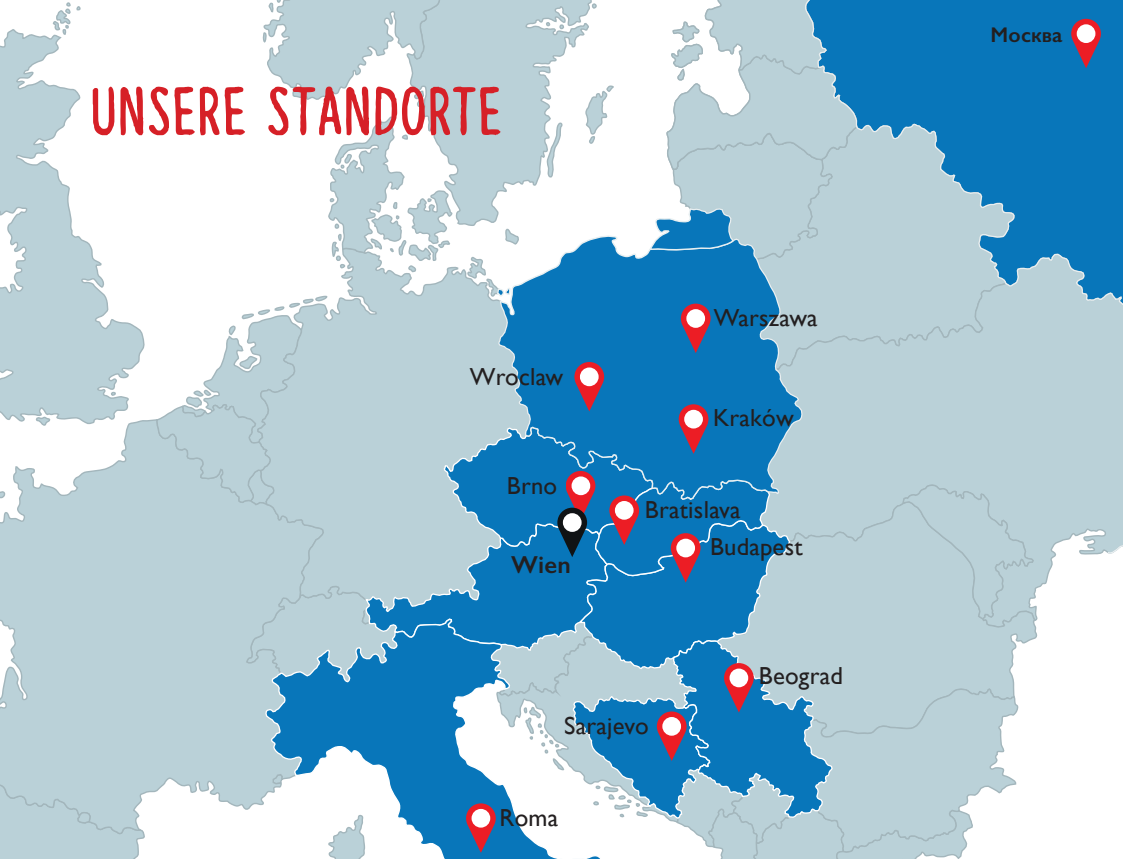 Москва
UNSERE STANDORTE
Warszawa
Wroclaw
Kraków
Brno
Bratislava
Budapest
Wien
Beograd
Sarajevo
Roma